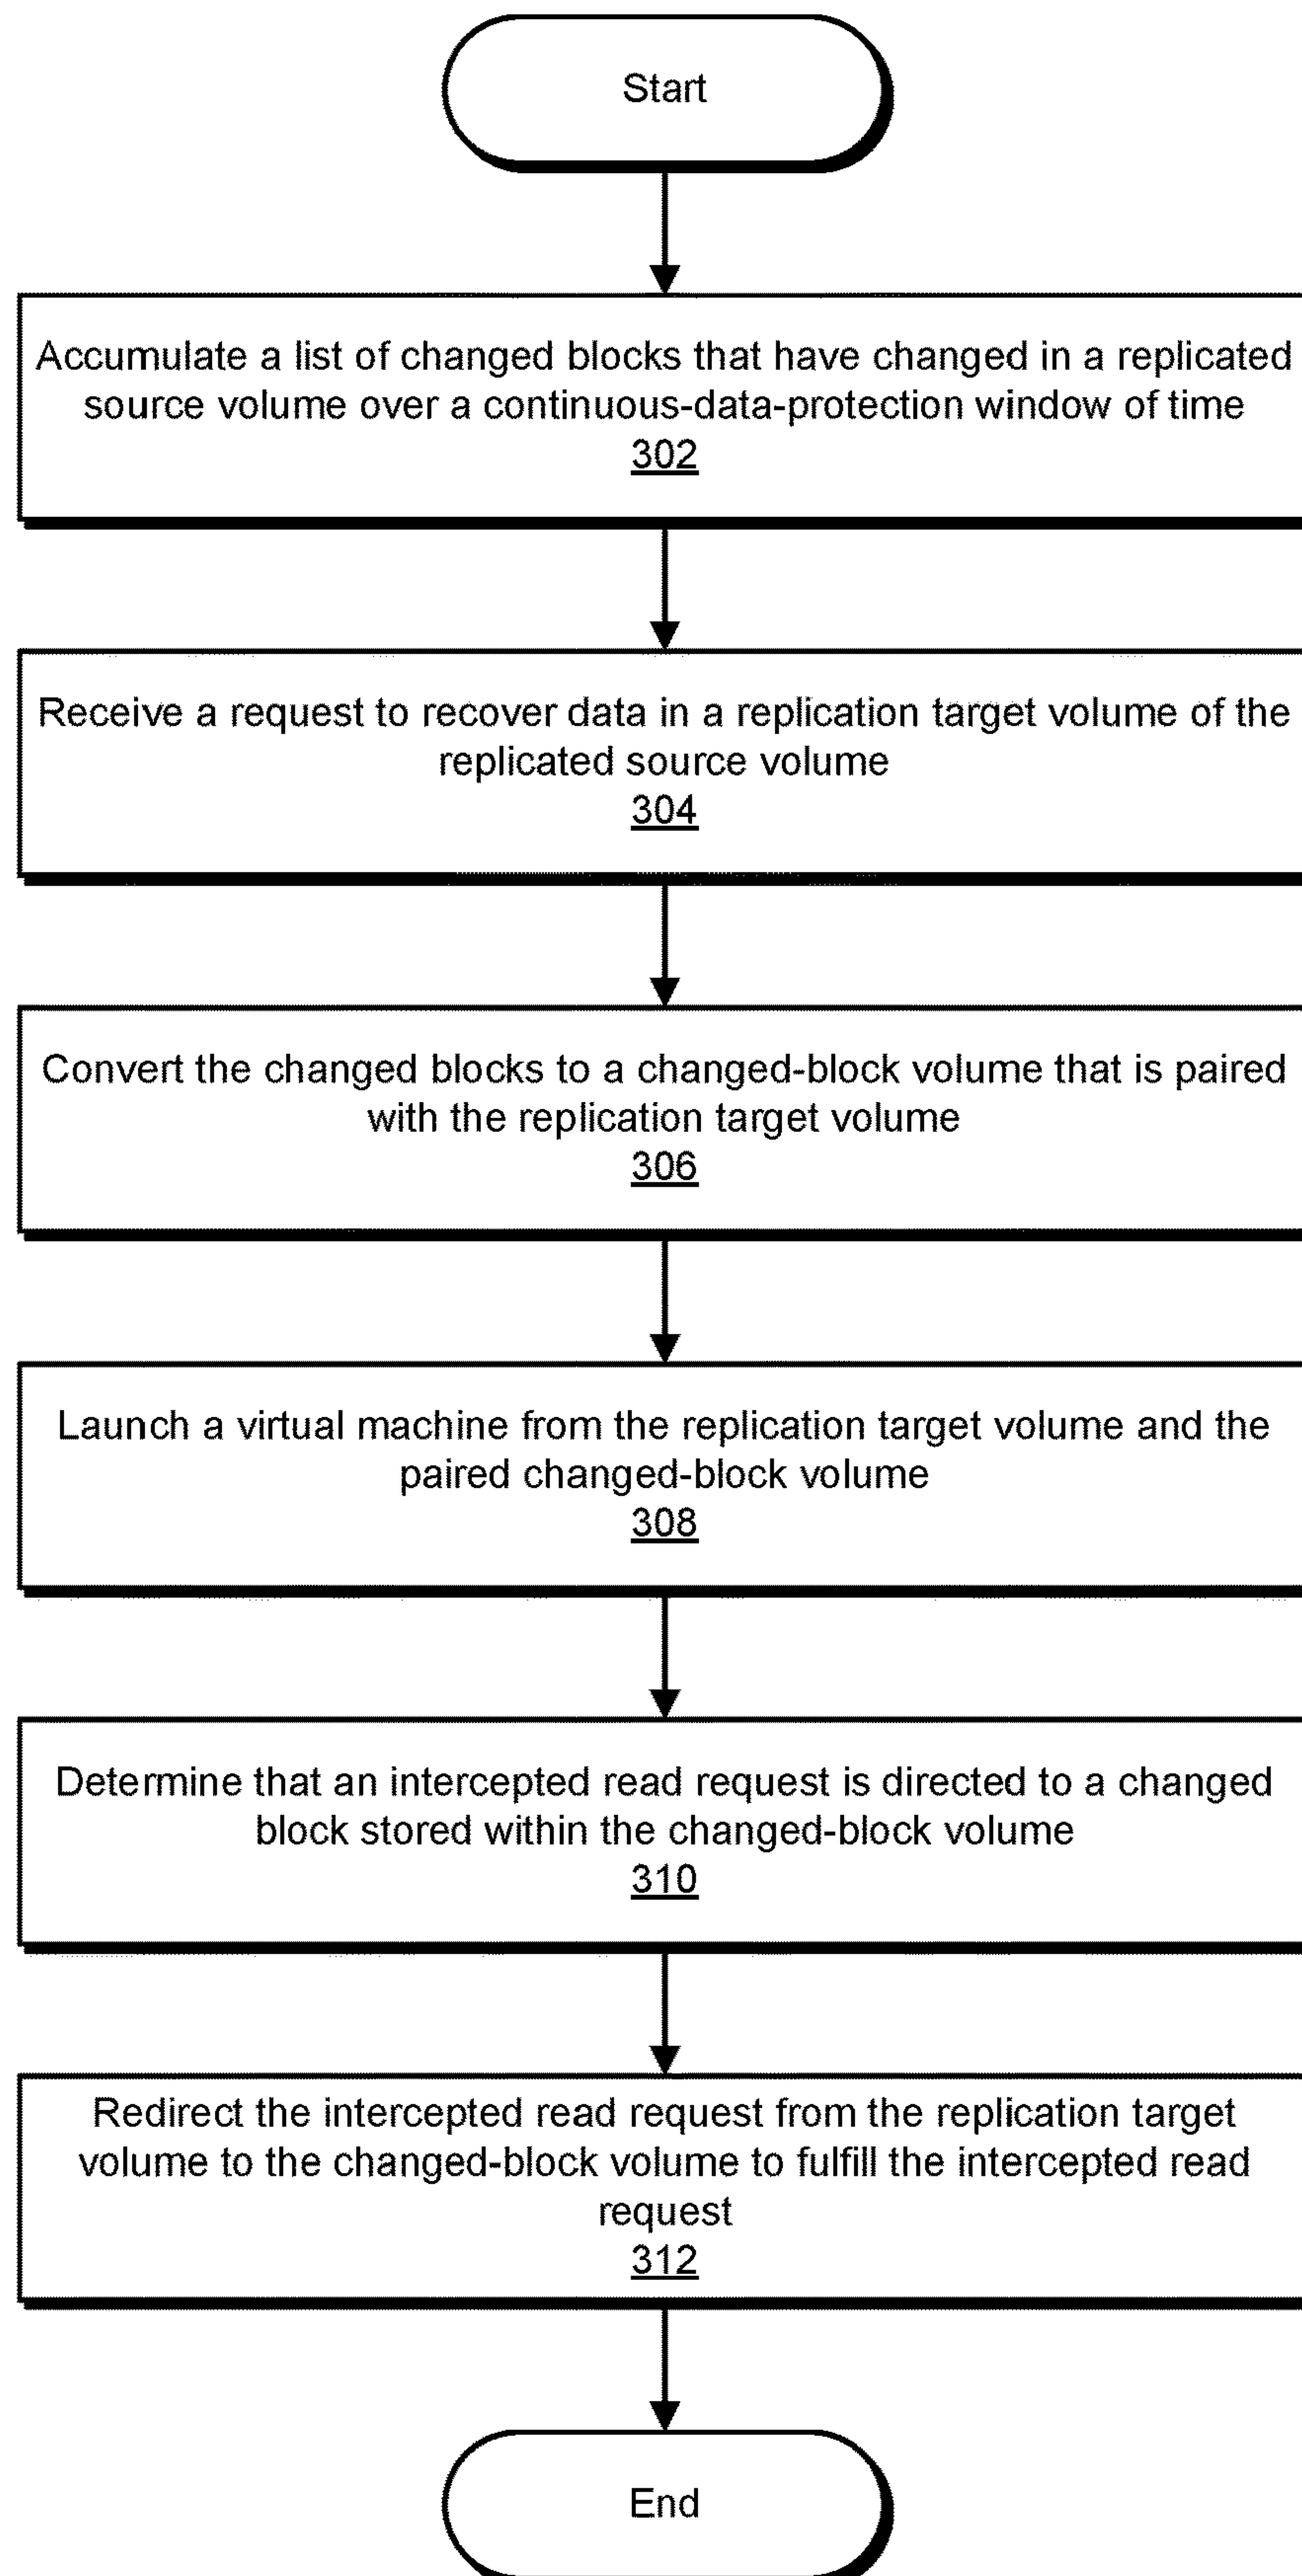 Start
Accumulate a list of changed blocks that have changed in a replicated
source volume over a continuous-data-protection window of time
302
Receive a request to recover data in a replication target volume of the
replicated source volume
304
Convert the changed blocks to a changed-block volume that is paired
with the replication target volume
306
Launch a virtual machine from the replication target volume and the
paired changed-block volume
308
Determine that an intercepted read request is directed to a changed
block stored within the changed-block volume
310
Redirect the intercepted read request from the replication target
volume to the changed-block volume to fulfill the intercepted read
request
312
End